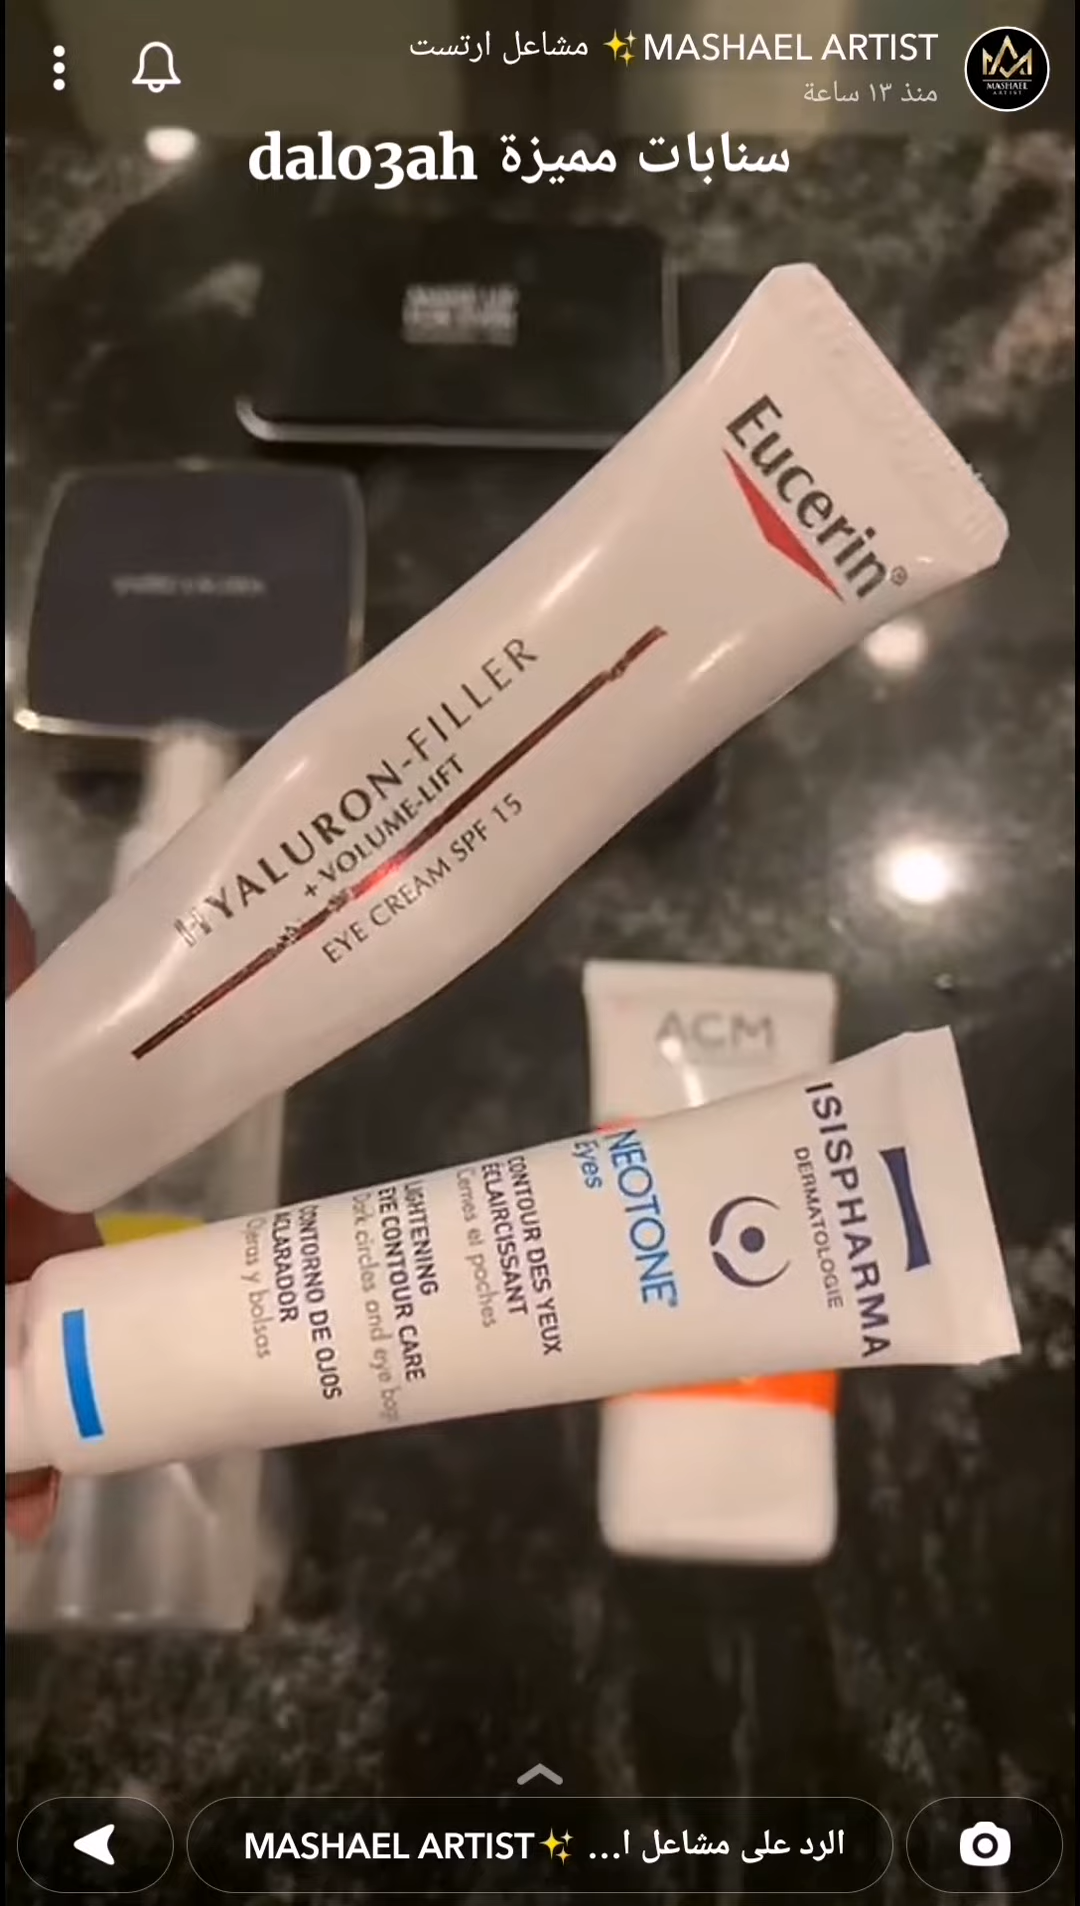 MASHAEL ARTIST✨ مشاعل ارتست
منذ ١٣ ساعة
MASHAEL
ARTIST
سنابات مميزة dalo3ah
Eucerin®
HYALURON-FILLER
+ VOLUME-LIFT
EYE CREAM SPF 15
ACM
ISISPHARMA
DERMATOLOGIE
NEOTONE®
Eyes
CONTOUR DES YEUX
ÉCLAIRCISSANT
Cernes et poches
LIGHTENING
EYE CONTOUR CARE
Dark circles and eye bags
CONTORNO DE OJOS
ACLARADOR
Ojeras y bolsas
الرد على مشاعل ا... ✨MASHAEL ARTIST